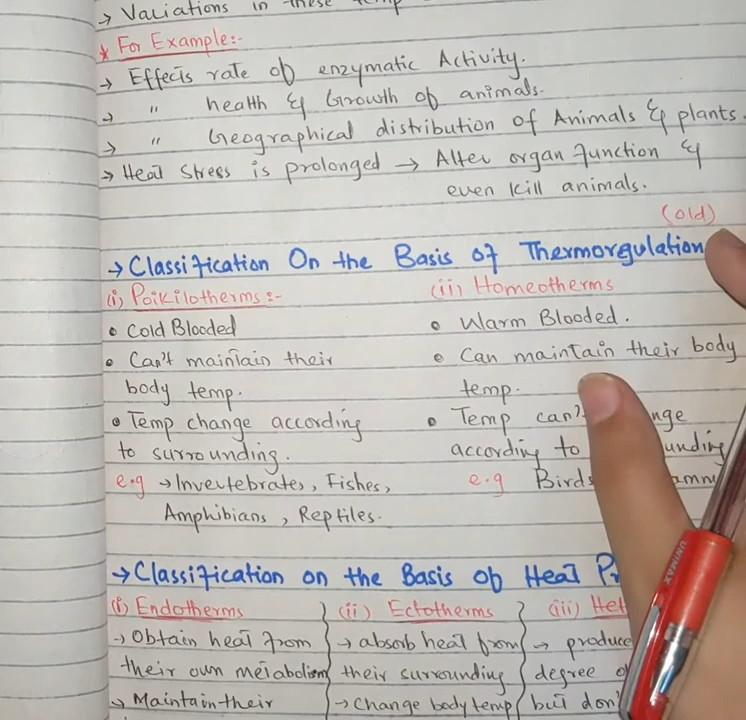 → Variations in these temp
* For Example:-
→ Effects rate of enzymatic Activity.
→ " health & Growth of animals.
→ " Geographical distribution of Animals & plants.
→ Heat Stress is prolonged → Alter organ function &
even kill animals.
(old)
→ Classification On the Basis of Thermorgulation
(i) Poikilotherms :-
• Cold Blooded
• Can't maintain their
body temp.
• Temp change according
to surrounding.
e.g → Invertebrates, Fishes,
Amphibians, Reptiles.
(ii) Homeotherms
• Warm Blooded.
• Can maintain their body
temp.
• Temp can't
according to
e.g Birds
→ Classification on the Basis of Heat
(i) Endotherms
→ Obtain heat from
their own metabolism
→ Maintain their
(ii) Ectotherms
→ absorb heat from
their surrounding
→ Change body temp
(iii) Het
→ produce
degree
but don'
UNIMAX